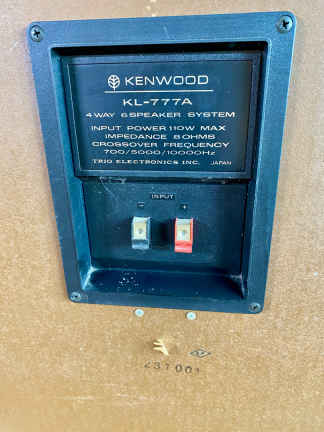 KENWOOD
KL-777A
4 WAY 6 SPEAKER SYSTEM
INPUT POWER 110W MAX
IMPEDANCE 8 OHMS
CROSSOVER FREQUENCY
700/5000/10000Hz
TRIO ELECTRONICS INC. JAPAN
INPUT
- +